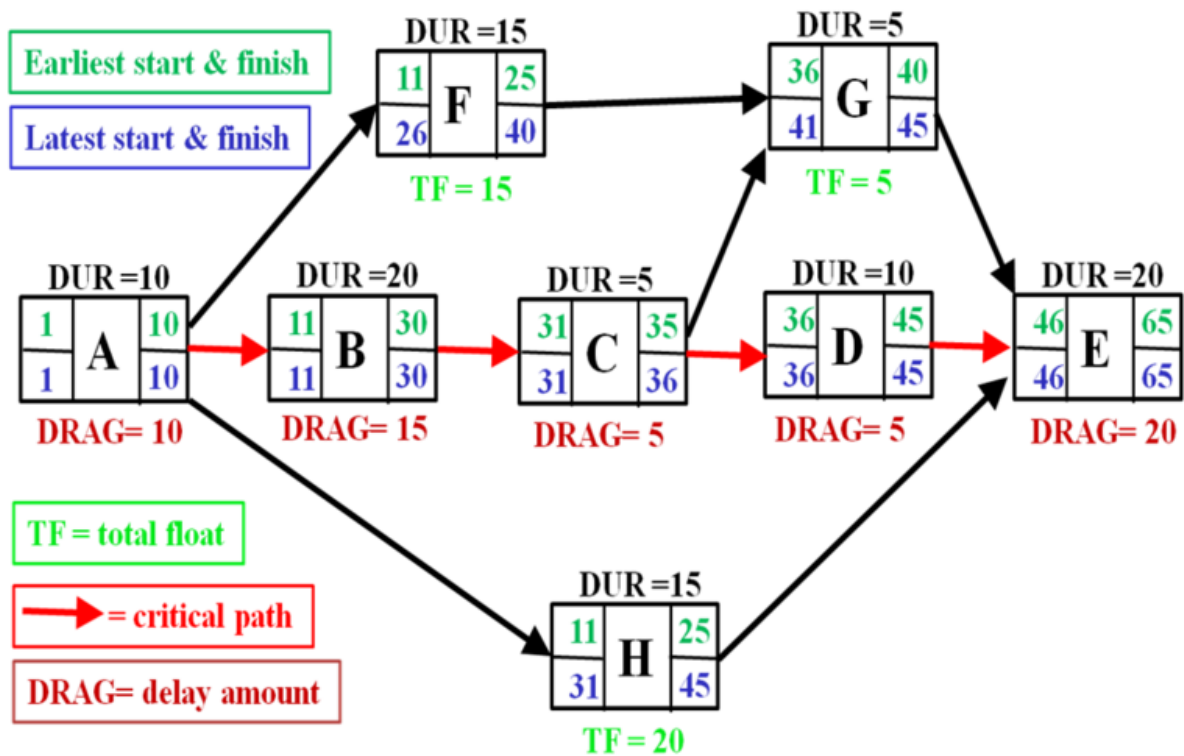 Earliest start & finish
Latest start & finish
DUR =15
11 25
F
26 40
TF = 15
DUR =5
36 40
G
41 45
TF = 5
DUR =10
1 10
A
1 10
DRAG= 10
DUR =20
11 30
B
11 30
DRAG= 15
DUR =5
31 35
C
31 36
DRAG= 5
DUR =10
36 45
D
36 45
DRAG= 5
DUR =20
46 65
E
46 65
DRAG= 20
TF = total float
= critical path
DRAG= delay amount
DUR =15
11 25
H
31 45
TF = 20